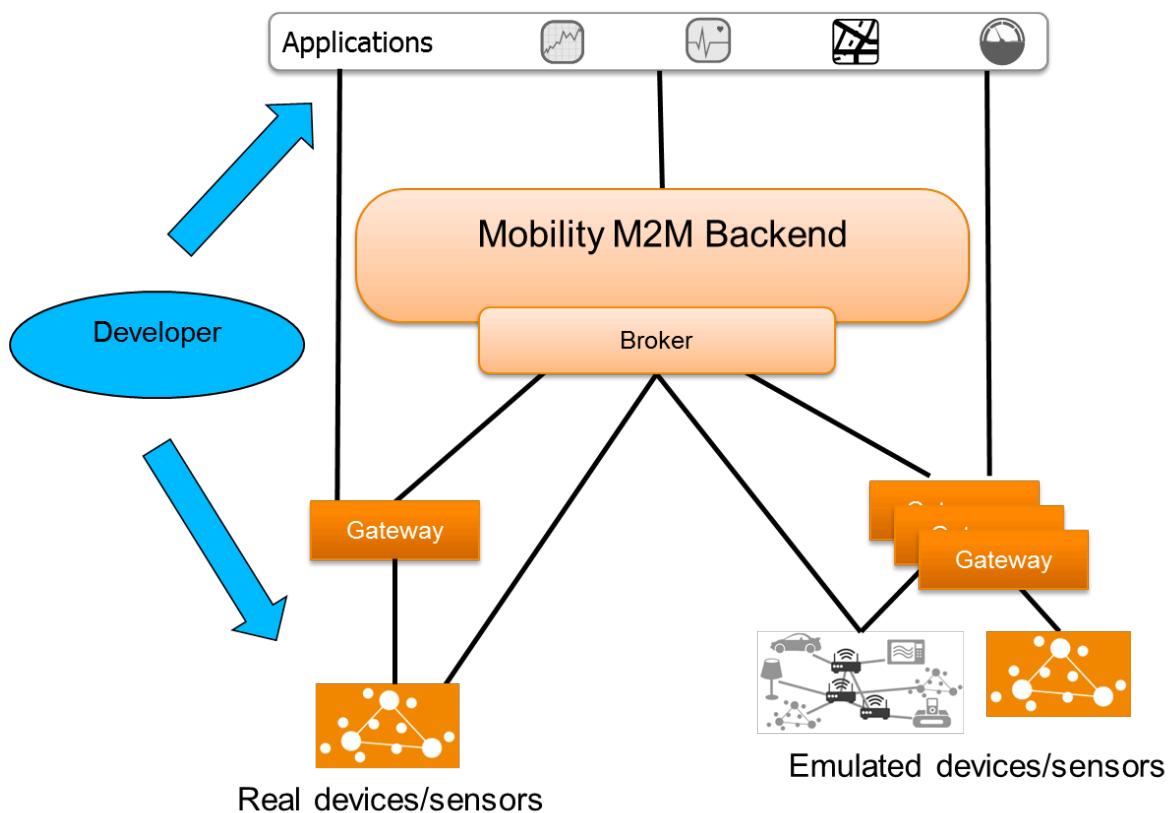 Applications
Mobility M2M Backend
Developer
Broker
Gateway
Gateway
Real devices/sensors
Emulated devices/sensors